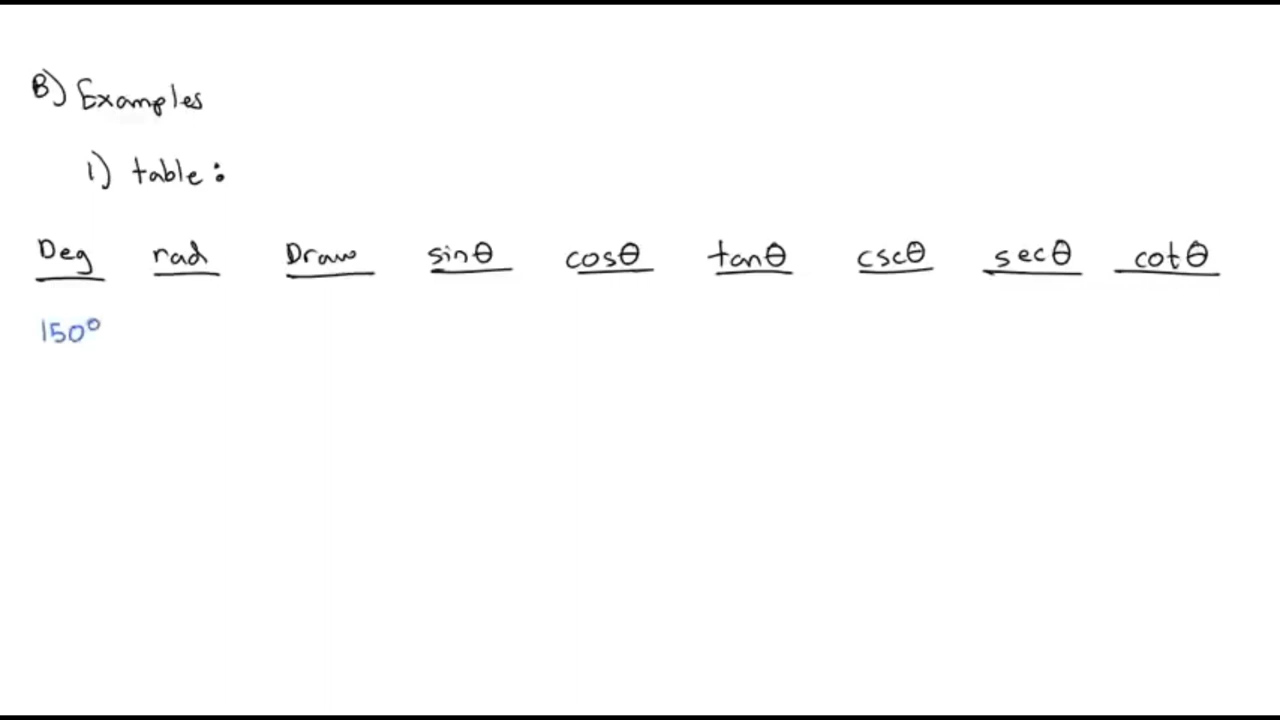 B) Examples
1) table:
Deg rad Draw sinθ cosθ tanθ cscθ secθ cotθ
150°